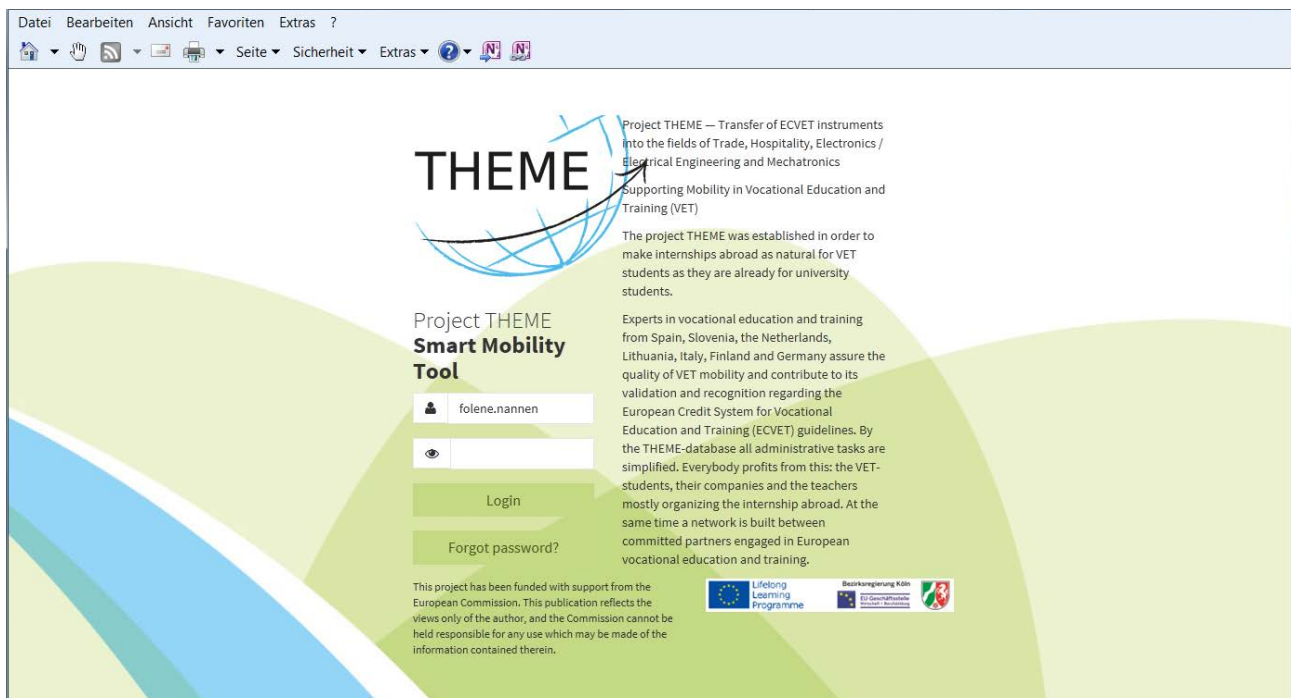 Datei Bearbeiten Ansicht Favoriten Extras ?
Seite Sicherheit Extras
THEME
Project THEME
Smart Mobility
Tool
folene.nannen
Login
Forgot password?
Project THEME — Transfer of ECVET instruments
into the fields of Trade, Hospitality, Electronics /
Electrical Engineering and Mechatronics
Supporting Mobility in Vocational Education and
Training (VET)
The project THEME was established in order to
make internships abroad as natural for VET
students as they are already for university
students.
Experts in vocational education and training
from Spain, Slovenia, the Netherlands,
Lithuania, Italy, Finland and Germany assure the
quality of VET mobility and contribute to its
validation and recognition regarding the
European Credit System for Vocational
Education and Training (ECVET) guidelines. By
the THEME-database all administrative tasks are
simplified. Everybody profits from this: the VET-
students, their companies and the teachers
mostly organizing the internship abroad. At the
same time a network is built between
committed partners engaged in European
vocational education and training.
This project has been funded with support from the
European Commission. This publication reflects the
views only of the author, and the Commission cannot be
held responsible for any use which may be made of the
information contained therein.
Lifelong
Learning
Programme
Bezirksregierung Köln
EU-Geschäftsstelle